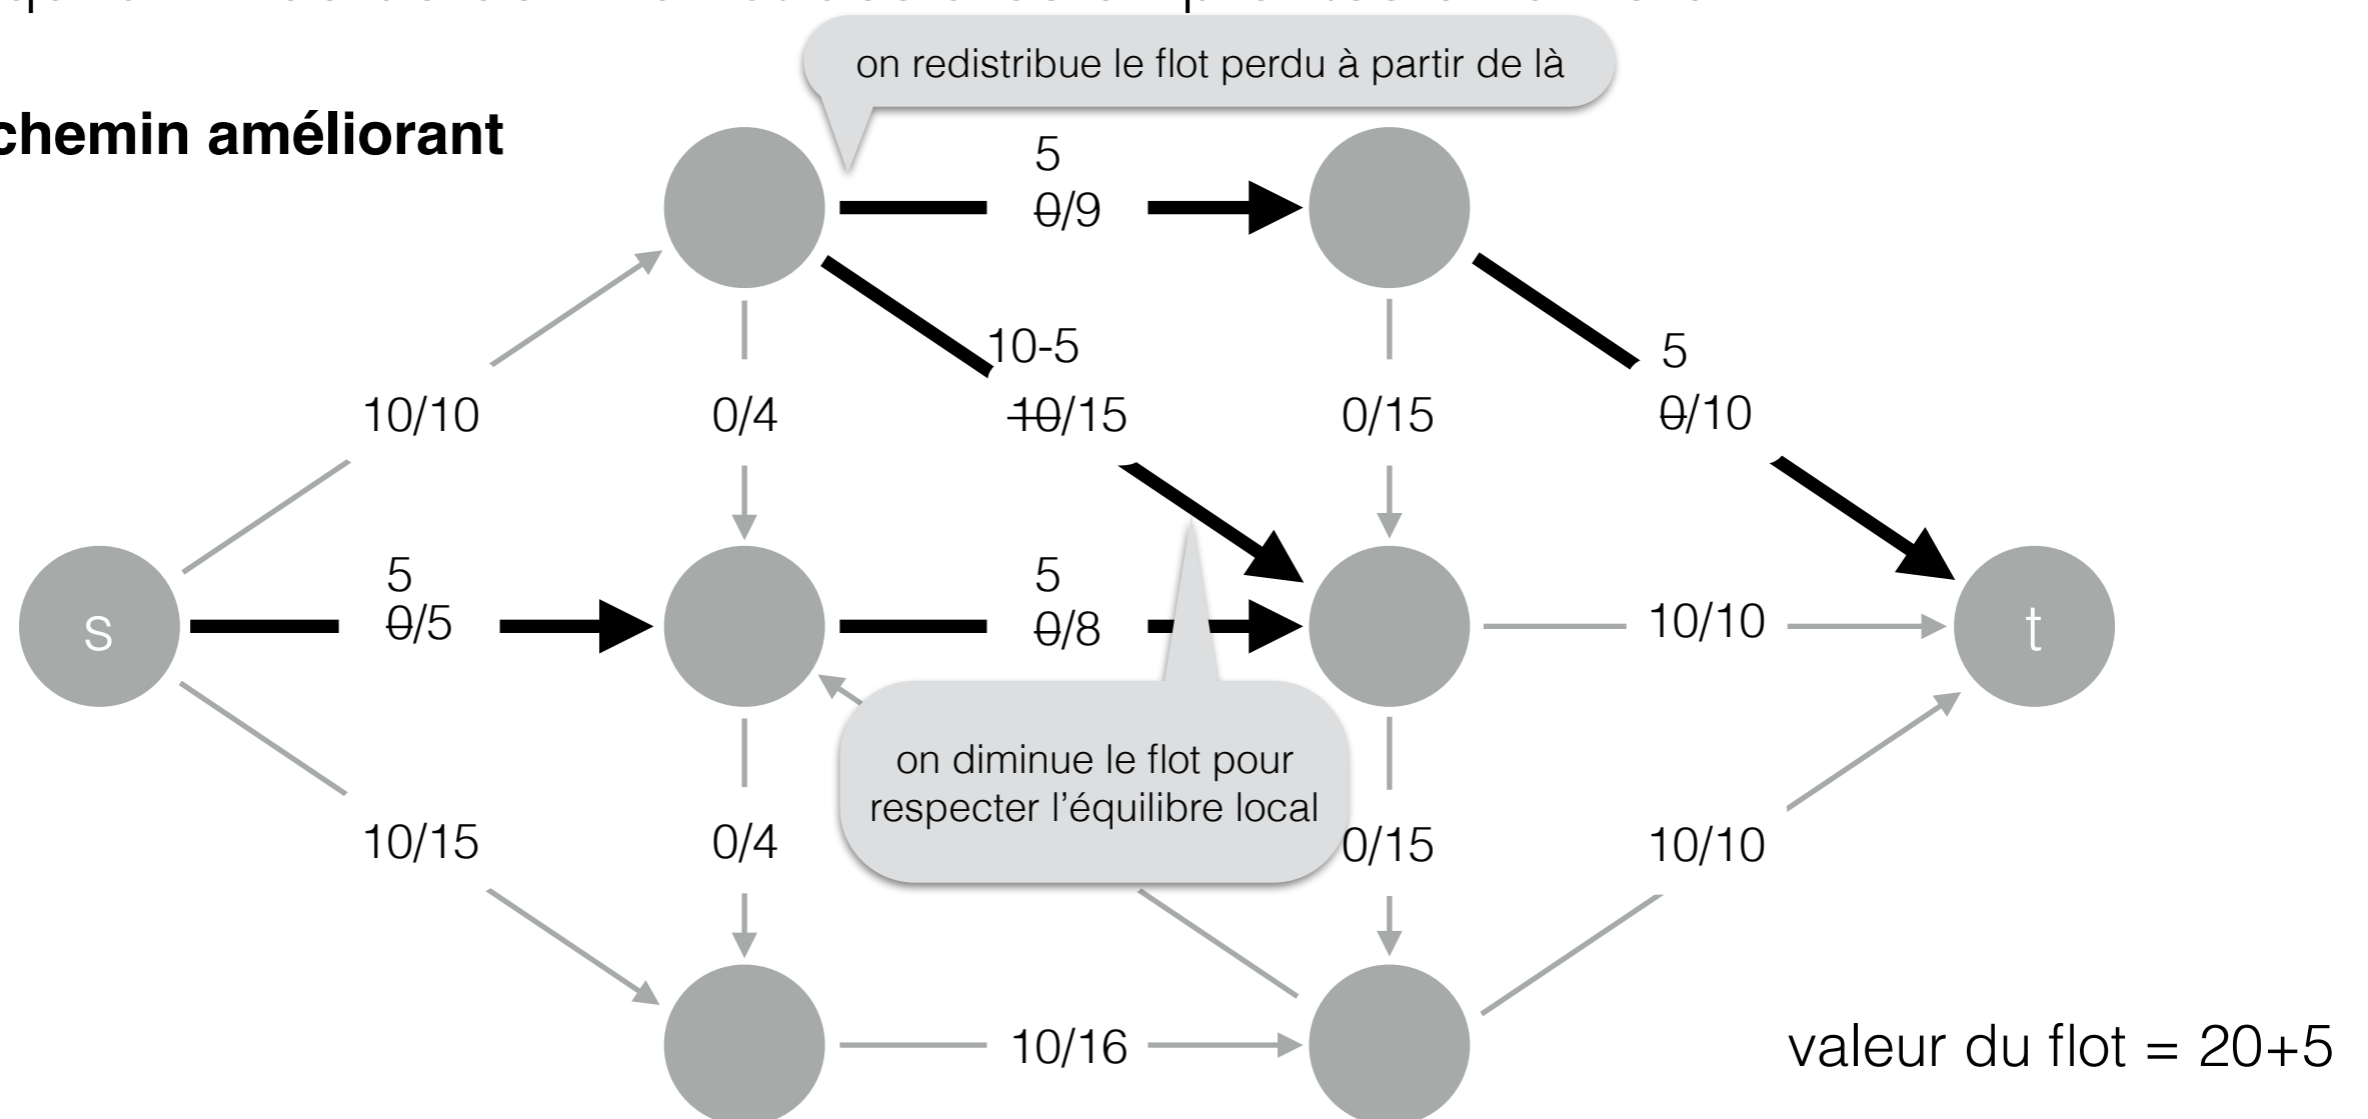 on redistribue le flot perdu à partir de là
chemin améliorant
5
0/9
10-5
5
10/10
0/4
10/15
0/15
0/10
5
5
s
0/5
0/8
10/10
t
on diminue le flot pour
respecter l'équilibre local
10/15
0/4
0/15
10/10
10/16
valeur du flot = 20+5